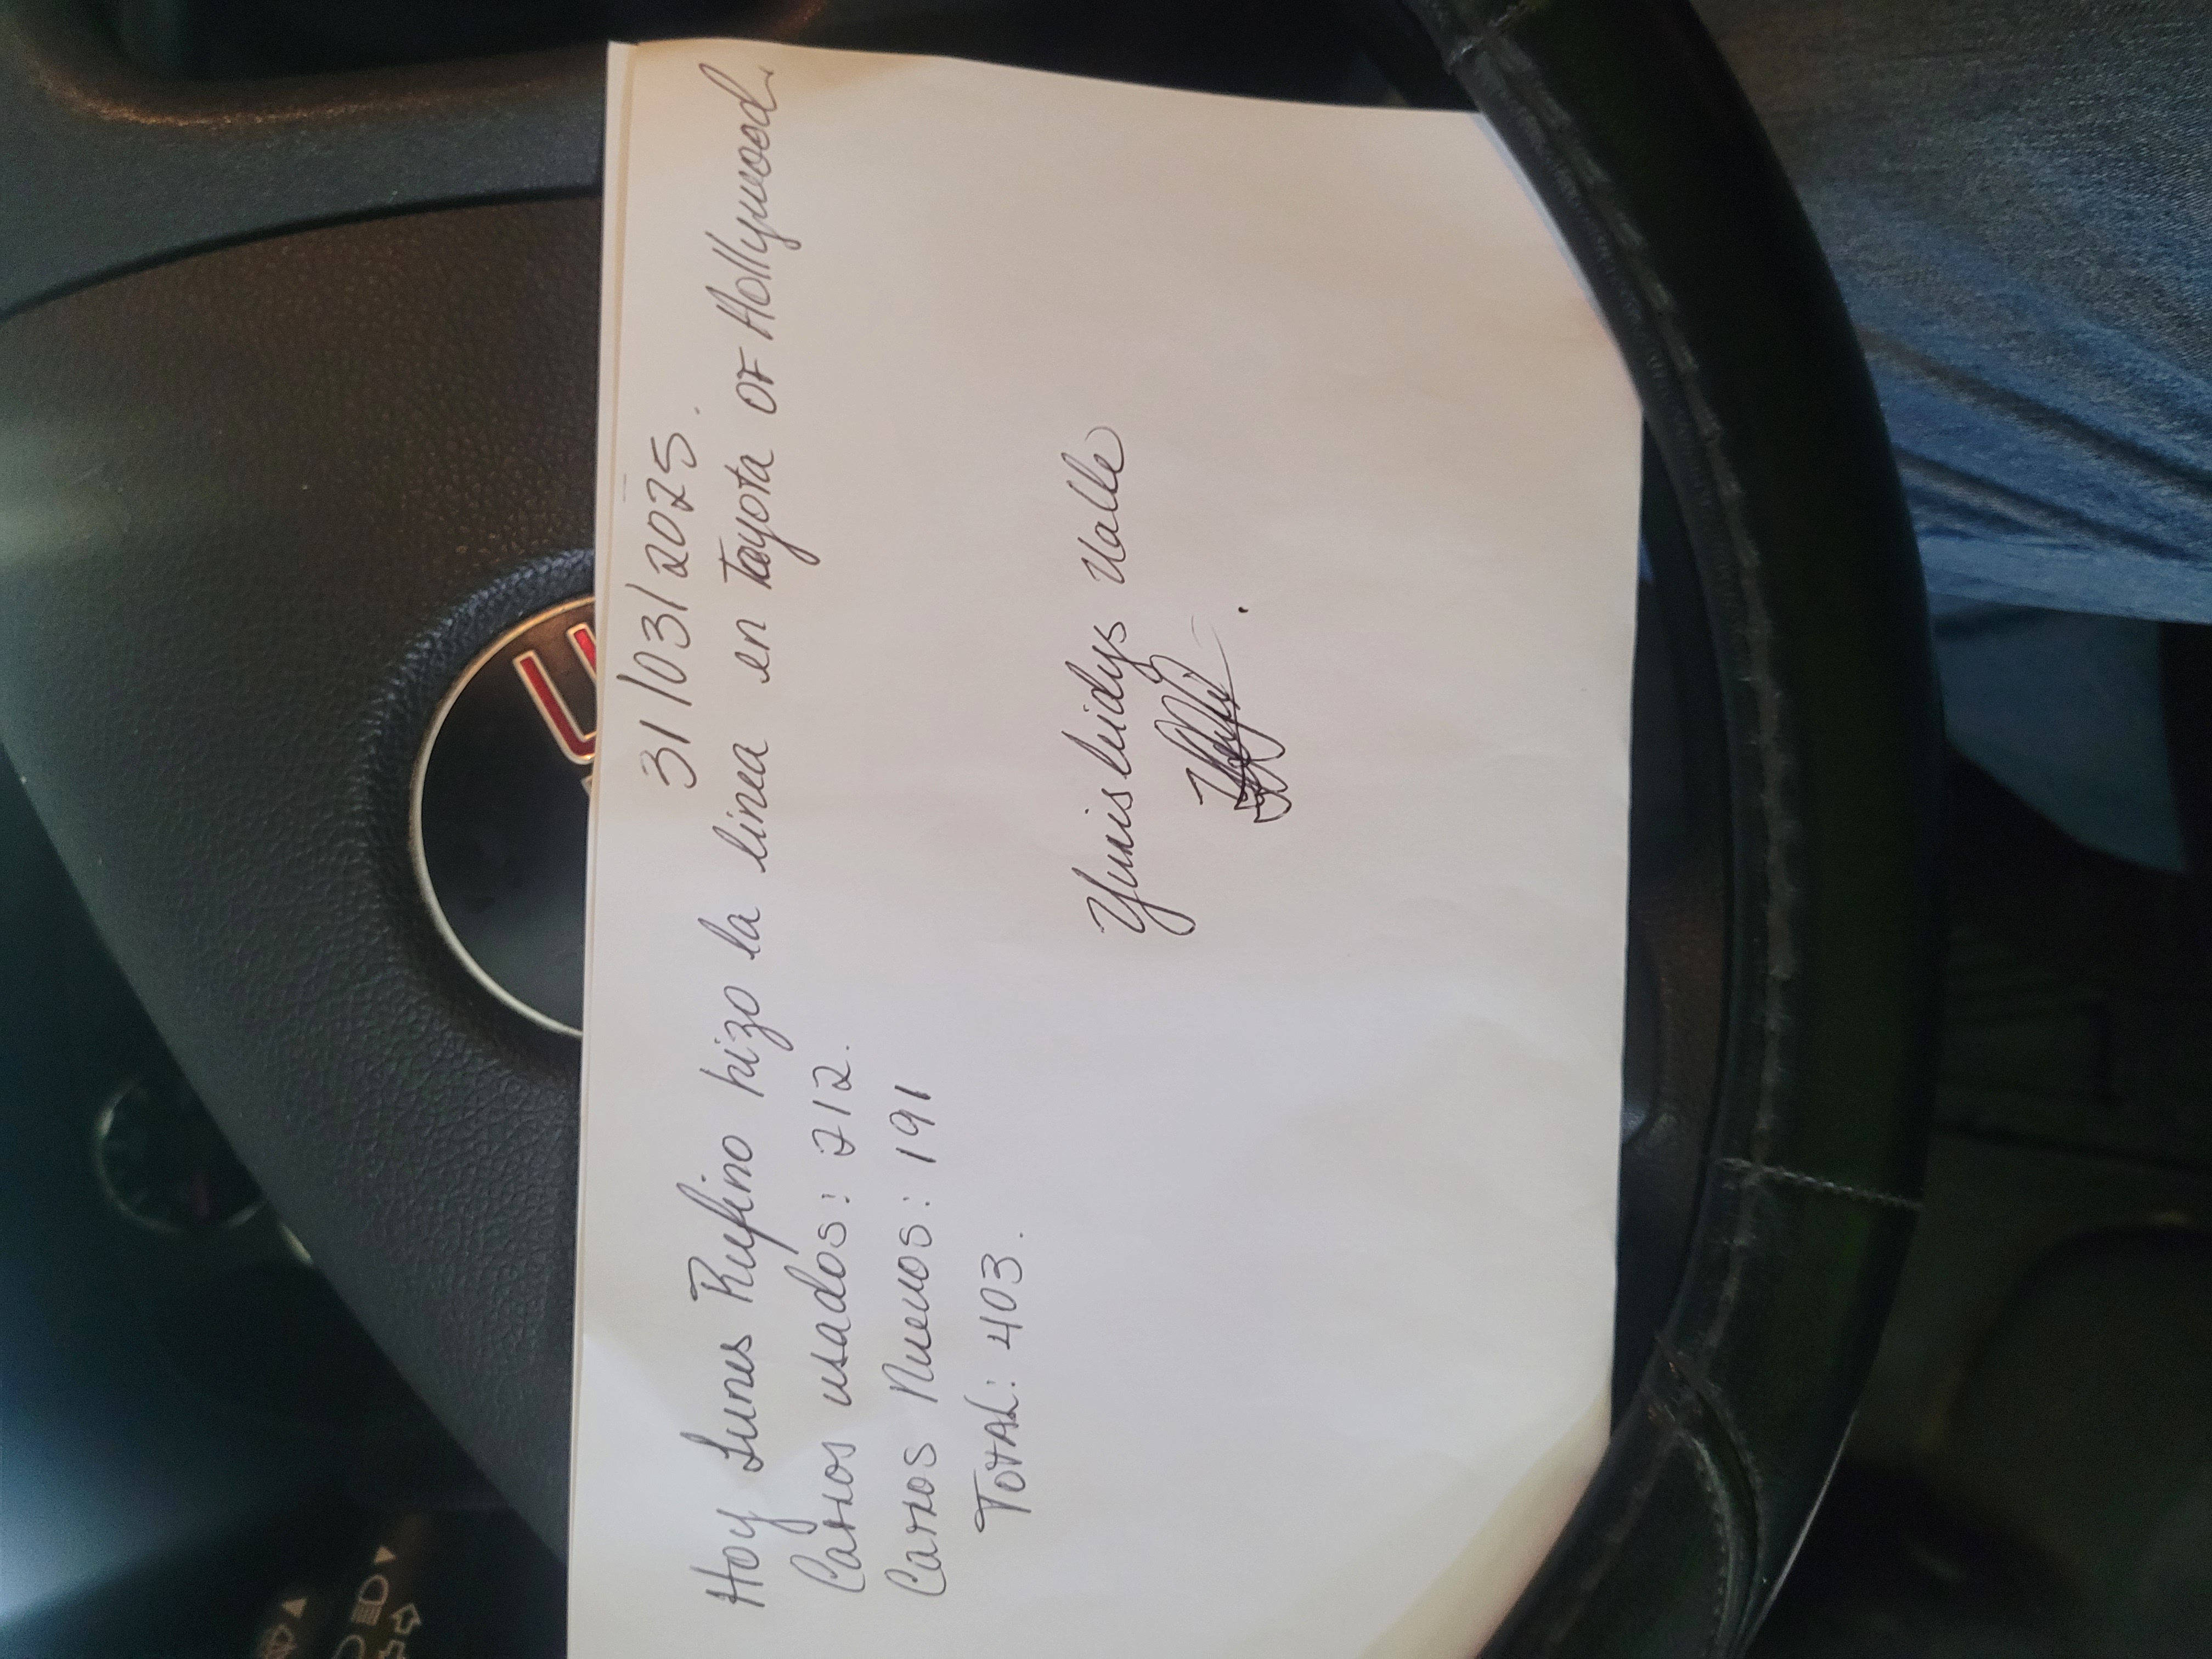 31/03/2025.
Hoy Lunes Rufino hizo la linea en Toyota OF Hollywood.
Carros usados: 212.
Carros Nuevos: 191
TOTAL: 403.
Yunisleidys Valle